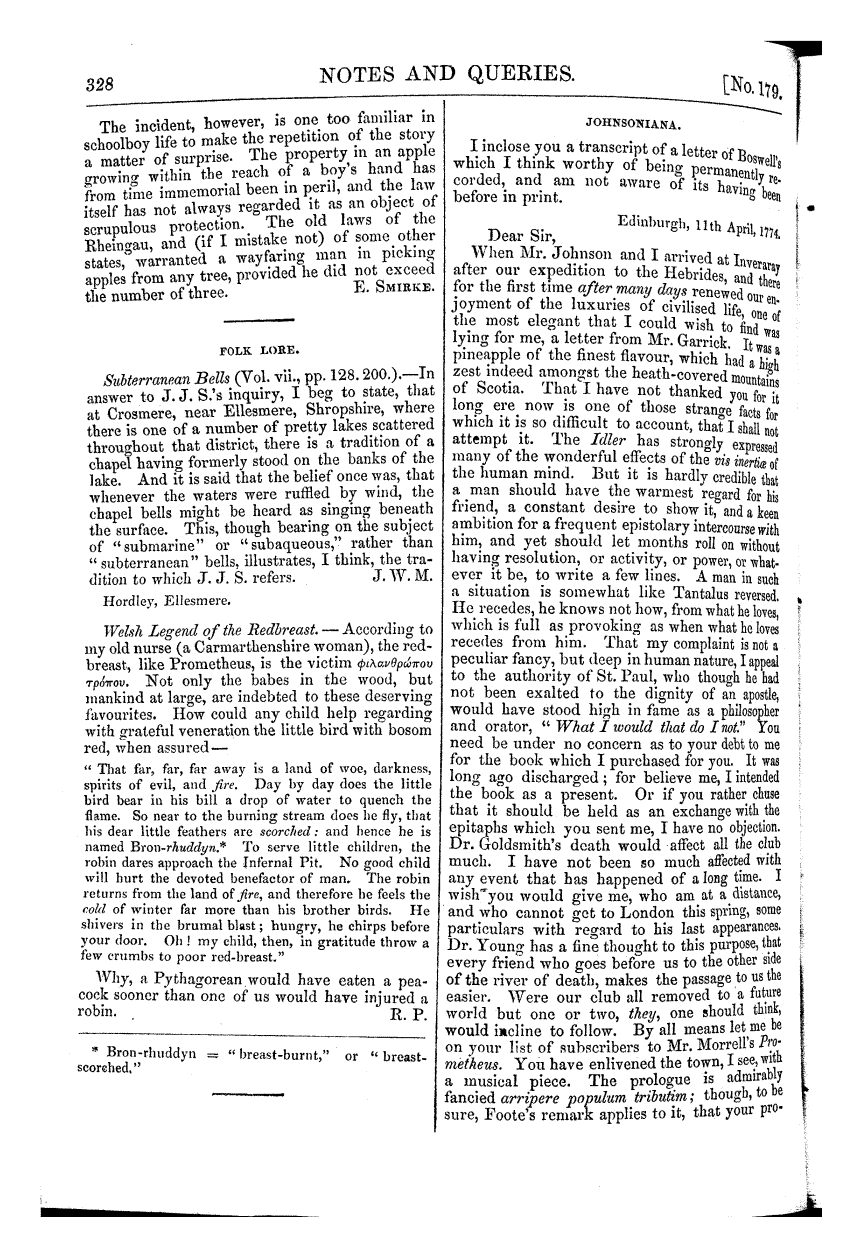 328
NOTES AND QUERIES.
[No. 179.
The incident, however, is one too familiar in
schoolboy life to make the repetition of the story
a matter of surprise. The property in an apple
growing within the reach of a boy's hand has
from time immemorial been in peril, and the law
itself has not always regarded it as an object of
scrupulous protection. The old laws of the
Rheingau, and (if I mistake not) of some other
states, warranted a wayfaring man in picking
apples from any tree, provided he did not exceed
the number of three. E. SMIRKE.
FOLK LORE.
Subterranean Bells (Vol. vii., pp. 128. 200.).—In
answer to J. J. S.'s inquiry, I beg to state, that
at Crosmere, near Ellesmere, Shropshire, where
there is one of a number of pretty lakes scattered
throughout that district, there is a tradition of a
chapel having formerly stood on the banks of the
lake. And it is said that the belief once was, that
whenever the waters were ruffled by wind, the
chapel bells might be heard as singing beneath
the surface. This, though bearing on the subject
of "submarine" or "subaqueous," rather than
"subterranean" bells, illustrates, I think, the tra-
dition to which J. J. S. refers. J. W. M.
Hordley, Ellesmere.
Welsh Legend of the Redbreast. — According to
my old nurse (a Carmarthenshire woman), the red-
breast, like Prometheus, is the victim φιλανθρώπου
τρόπου. Not only the babes in the wood, but
mankind at large, are indebted to these deserving
favourites. How could any child help regarding
with grateful veneration the little bird with bosom
red, when assured—
"That far, far, far away is a land of woe, darkness,
spirits of evil, and fire. Day by day does the little
bird bear in his bill a drop of water to quench the
flame. So near to the burning stream does he fly, that
his dear little feathers are scorched: and hence he is
named Bron-rhuddyn.* To serve little children, the
robin dares approach the Infernal Pit. No good child
will hurt the devoted benefactor of man. The robin
returns from the land of fire, and therefore he feels the
cold of winter far more than his brother birds. He
shivers in the brumal blast; hungry, he chirps before
your door. Oh! my child, then, in gratitude throw a
few crumbs to poor red-breast."
Why, a Pythagorean would have eaten a pea-
cock sooner than one of us would have injured a
robin. R. P.
* Bron-rhuddyn = "breast-burnt," or "breast-
scorched."
JOHNSONIANA.
I inclose you a transcript of a letter of Boswell's
which I think worthy of being permanently re-
corded, and am not aware of its having been
before in print.
Edinburgh, 11th April, 1774.
Dear Sir,
When Mr. Johnson and I arrived at Inveraray
after our expedition to the Hebrides, and there
for the first time after many days renewed our en-
joyment of the luxuries of civilised life, one of
the most elegant that I could wish to find was
lying for me, a letter from Mr. Garrick. It was a
pineapple of the finest flavour, which had a high
zest indeed amongst the heath-covered mountains
of Scotia. That I have not thanked you for it
long ere now is one of those strange facts for
which it is so difficult to account, that I shall not
attempt it. The Idler has strongly expressed
many of the wonderful effects of the vis inertiæ of
the human mind. But it is hardly credible that
a man should have the warmest regard for his
friend, a constant desire to show it, and a keen
ambition for a frequent epistolary intercourse with
him, and yet should let months roll on without
having resolution, or activity, or power, or what-
ever it be, to write a few lines. A man in such
a situation is somewhat like Tantalus reversed.
He recedes, he knows not how, from what he loves,
which is full as provoking as when what he loves
recedes from him. That my complaint is not a
peculiar fancy, but deep in human nature, I appeal
to the authority of St. Paul, who though he had
not been exalted to the dignity of an apostle,
would have stood high in fame as a philosopher
and orator, "What I would that do I not." You
need be under no concern as to your debt to me
for the book which I purchased for you. It was
long ago discharged; for believe me, I intended
the book as a present. Or if you rather chuse
that it should be held as an exchange with the
epitaphs which you sent me, I have no objection.
Dr. Goldsmith's death would affect all the club
much. I have not been so much affected with
any event that has happened of a long time. I
wish you would give me, who am at a distance,
and who cannot get to London this spring, some
particulars with regard to his last appearances.
Dr. Young has a fine thought to this purpose, that
every friend who goes before us to the other side
of the river of death, makes the passage to us the
easier. Were our club all removed to a future
world but one or two, they, one should think,
would incline to follow. By all means let me be
on your list of subscribers to Mr. Morrell's Pro-
metheus. You have enlivened the town, I see, with
a musical piece. The prologue is admirably
fancied arripere populum tributim; though, to be
sure, Foote's remark applies to it, that your pro-